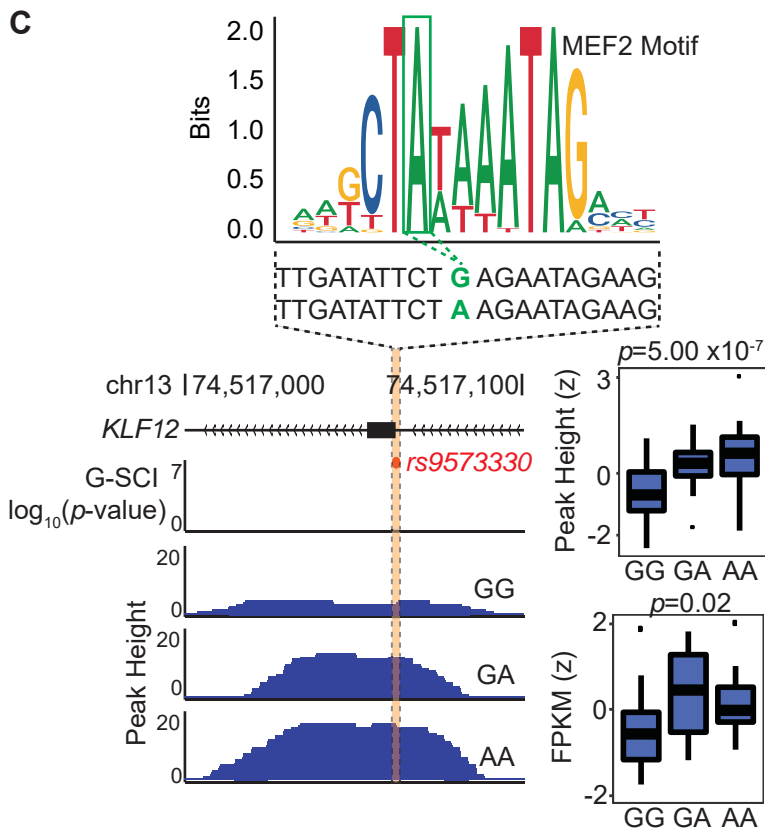 C
2.0
1.5
1.0
0.5
0.0
Bits
MEF2 Motif
TTGATATTCT G AGAATAGAAG
TTGATATTCT A AGAATAGAAG
chr13 74,517,000 74,517,100
KLF12
G-SCI
log10(p-value)
7
0
rs9573330
Peak Height
20
0
GG
20
0
GA
20
0
AA
p=5.00 x10-7
Peak Height (z)
3
0
-2
GG GA AA
p=0.02
FPKM (z)
2
0
-2
GG GA AA